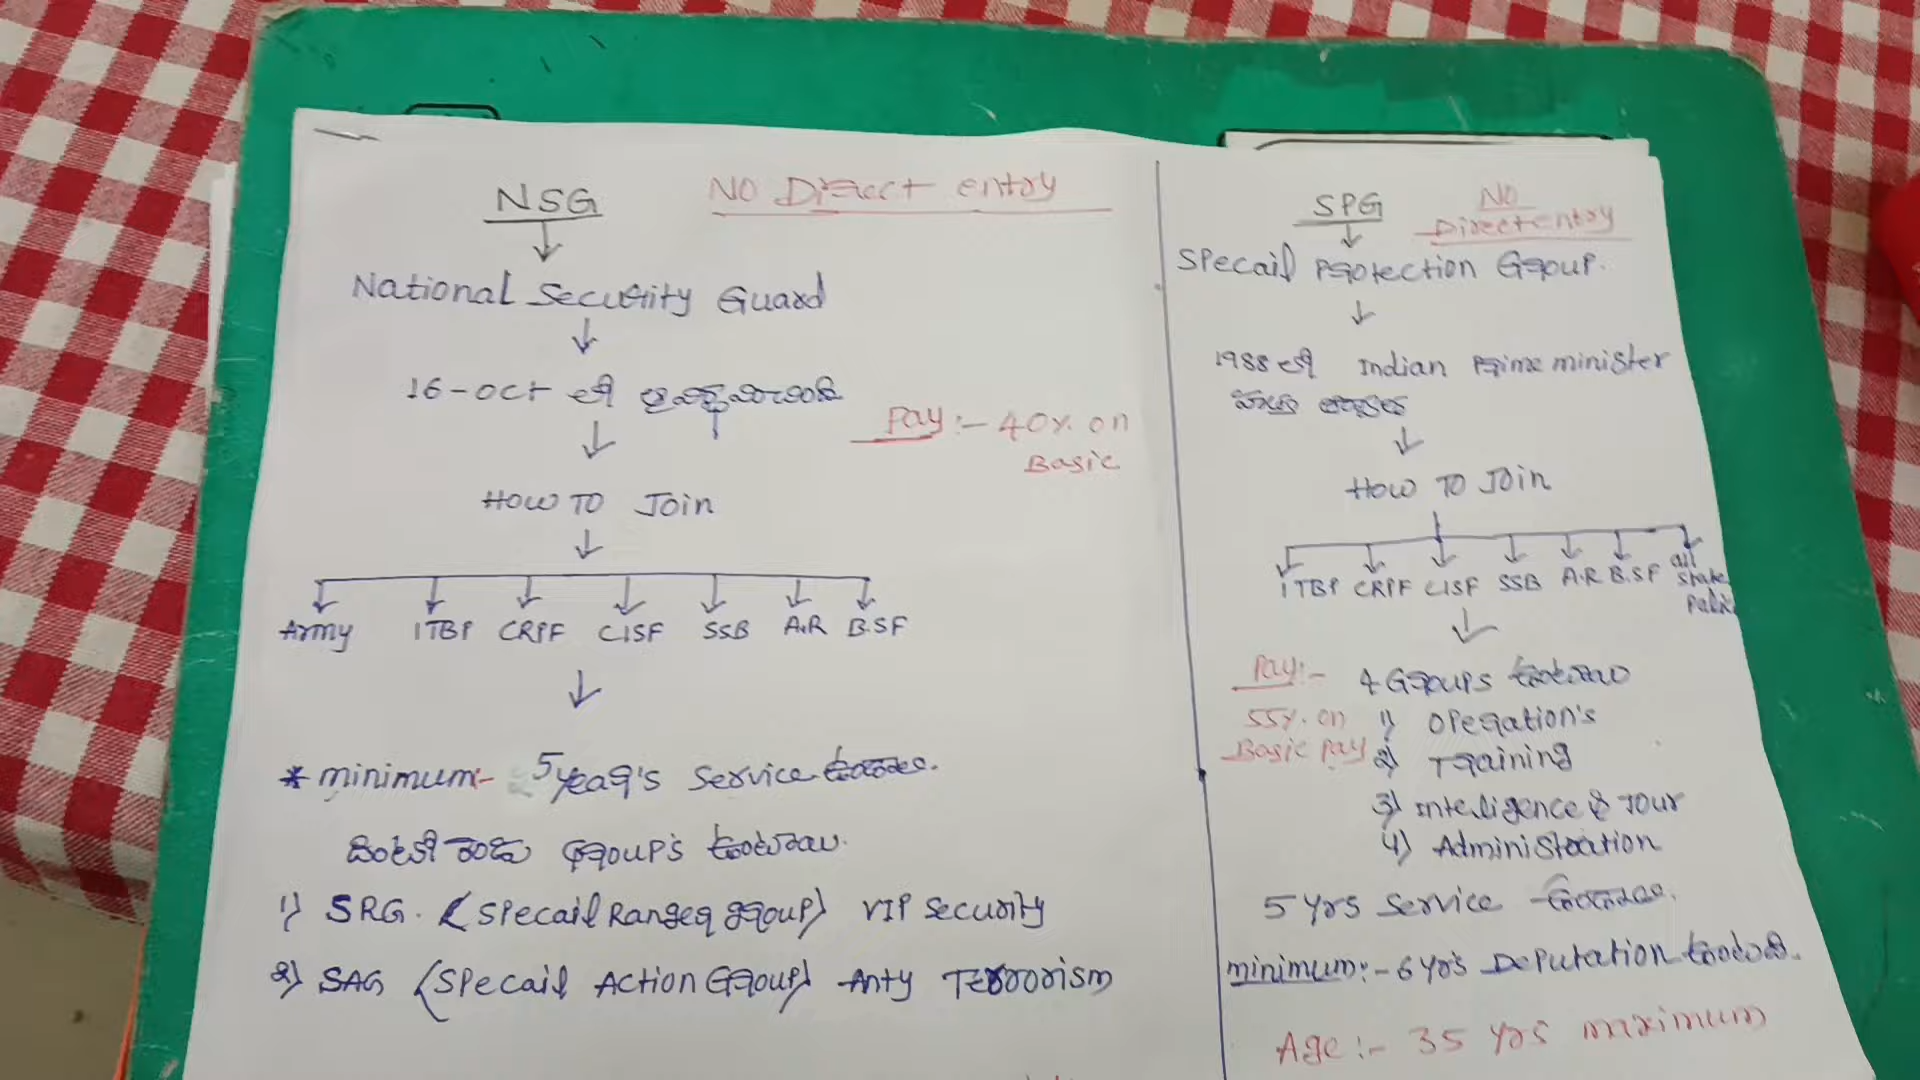 NSG
NO Direct entry
National Security Guard
16-Oct లో
Pay:- 40% on
Basic
How TO Join
Army ITBP CRPF CISF SSB A.R B.SF
* minimum:- 5 year's Service ఉండాలి.
దింట్లో రెండు Group's ఉంటాయి.
1) SRG. (Specail Ranger group) VIP Security
2) SAG (Specail Action Group) Anty Terrorism
SPG
NO
Direct entry
Specail Protection Group.
1988 లో Indian Prime minister
How To Join
ITBP CRPF CISF SSB A.R B.SF all
State
Police
Pay:-
55% on
Basic Pay
4 Groups ఉంటాయి
1) Operation's
2) Training
3) Intelligence & Tour
4) Administration
5 yrs Service ఉండాలి.
minimum:- 6 yrs Deputation ఉంటుంది.
Age:- 35 yrs maximum